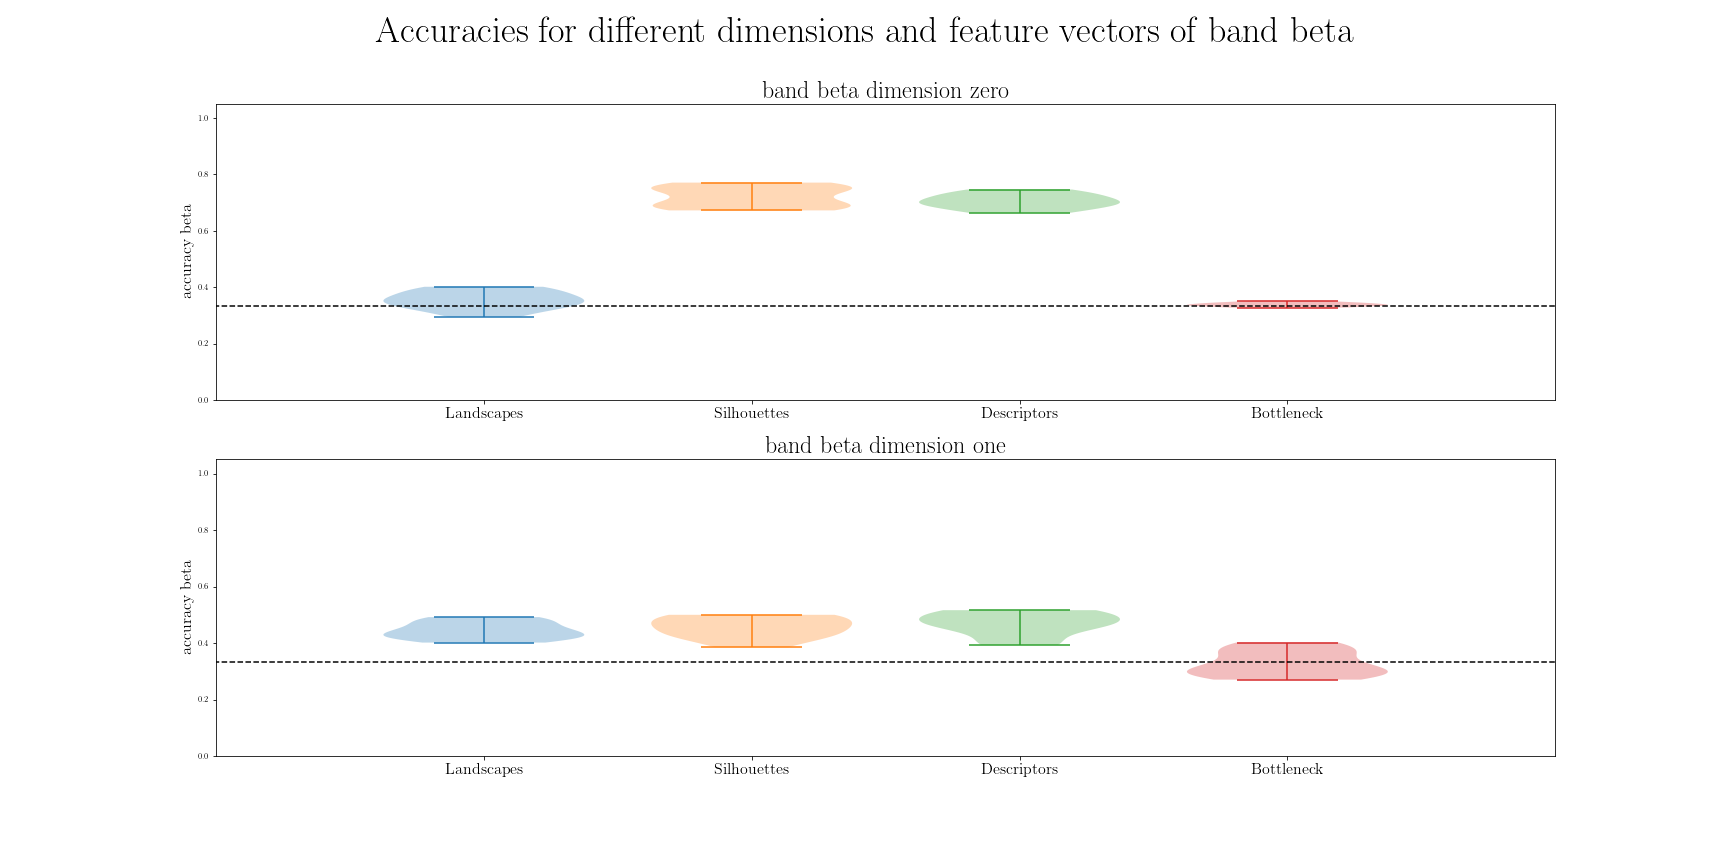 Accuracies for different dimensions and feature vectors of band beta
band beta dimension zero
1.0
0.8
0.6
0.4
0.2
0.0
accuracy beta
Landscapes Silhouettes Descriptors Bottleneck
band beta dimension one
1.0
0.8
0.6
0.4
0.2
0.0
accuracy beta
Landscapes Silhouettes Descriptors Bottleneck